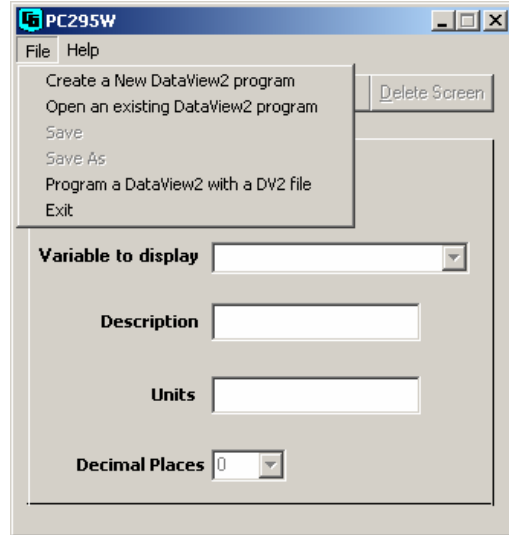 PC295W
File Help
Create a New DataView2 program
Open an existing DataView2 program
Save
Save As
Program a DataView2 with a DV2 file
Exit
Delete Screen
Variable to display
Description
Units
Decimal Places 0